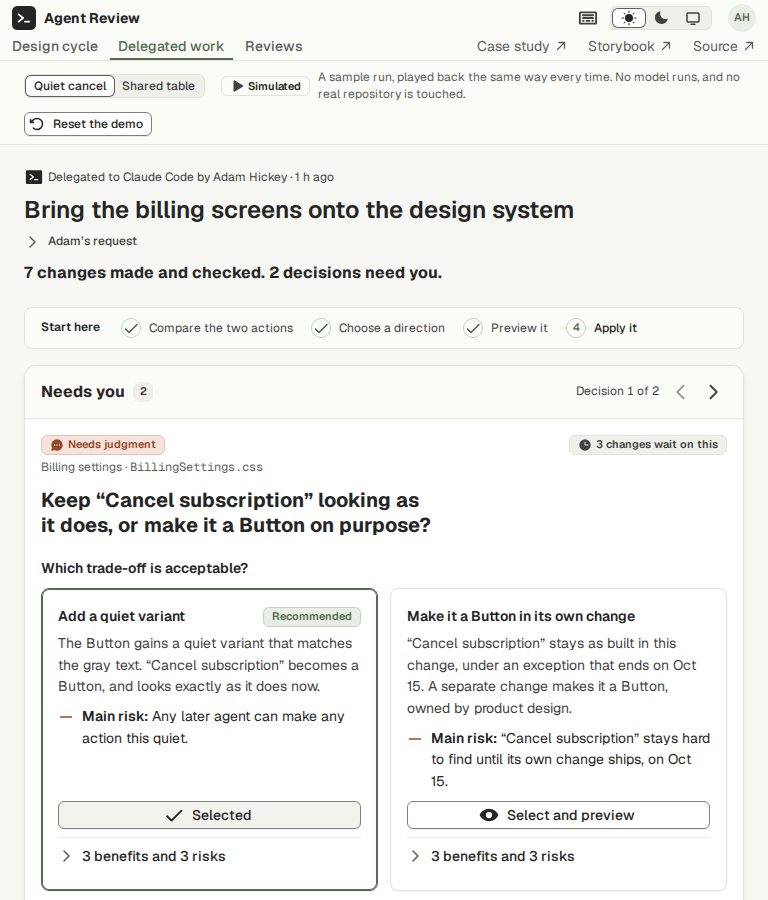 Agent Review
AH
Design cycle
Delegated work
Reviews
Case study
Storybook
Source
Quiet cancel
Shared table
Simulated
A sample run, played back the same way every time. No model runs, and no
real repository is touched.
Reset the demo
Delegated to Claude Code by Adam Hickey · 1 h ago
Bring the billing screens onto the design system
Adam’s request
7 changes made and checked. 2 decisions need you.
Start here
Compare the two actions
Choose a direction
Preview it
4
Apply it
Needs you 2
Decision 1 of 2
Needs judgment
3 changes wait on this
Billing settings · BillingSettings.css
Keep “Cancel subscription” looking as
it does, or make it a Button on purpose?
Which trade-off is acceptable?
Add a quiet variant
Recommended
The Button gains a quiet variant that matches
the gray text. “Cancel subscription” becomes a
Button, and looks exactly as it does now.
Main risk: Any later agent can make any
action this quiet.
Selected
3 benefits and 3 risks
Make it a Button in its own change
“Cancel subscription” stays as built in this
change, under an exception that ends on Oct
15. A separate change makes it a Button,
owned by product design.
Main risk: “Cancel subscription” stays hard
to find until its own change ships, on Oct
15.
Select and preview
3 benefits and 3 risks